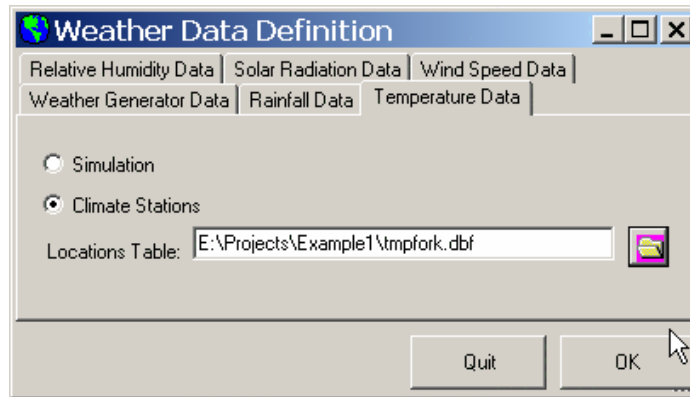 Weather Data Definition
Relative Humidity Data Solar Radiation Data Wind Speed Data
Weather Generator Data Rainfall Data Temperature Data
Simulation
Climate Stations
Locations Table: E:\Projects\Example1\tmpfork.dbf
Quit OK